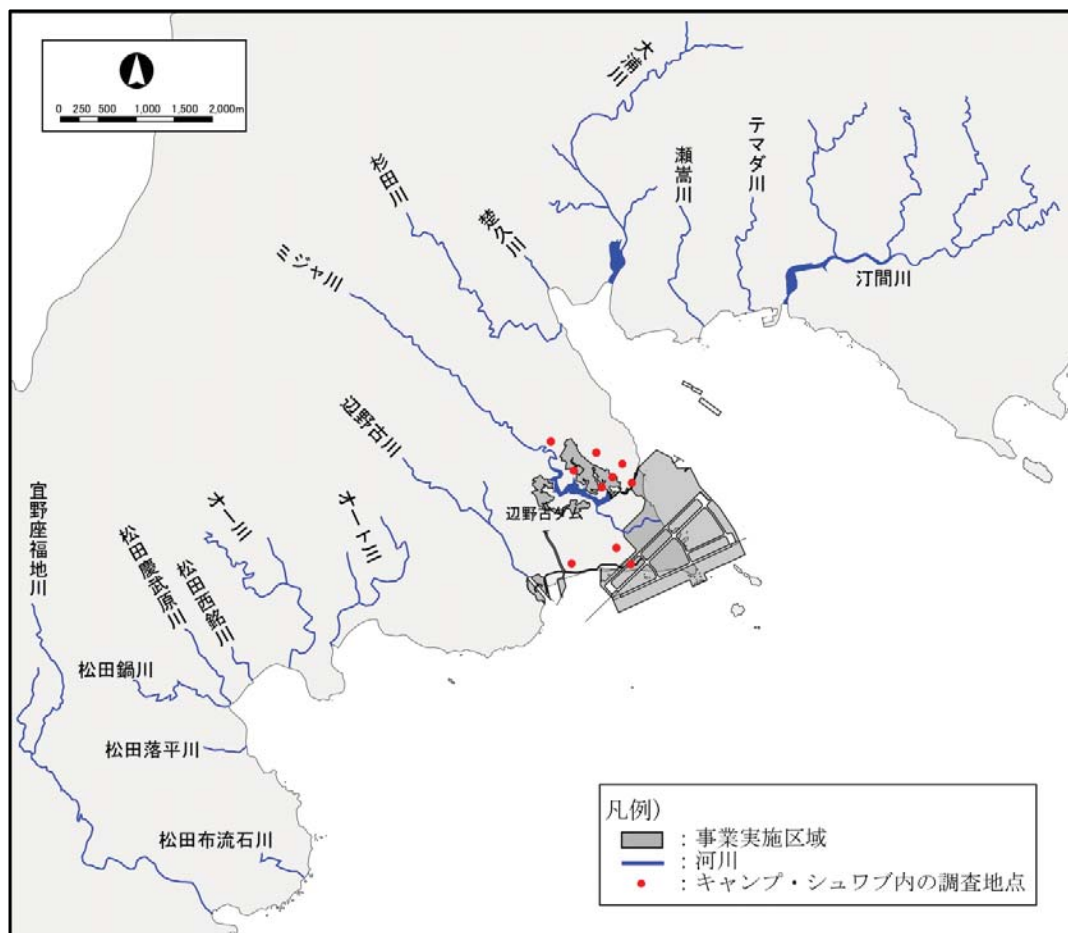 0 250 500 1,000 1,500 2,000m
大浦川
テマダ川
瀬嵩川
杉田川
楚久川
ミジャ川
汀間川
辺野古川
宜野座福地川
オー川
オート川
辺野古ダム
松田慶武原川
松田西銘川
松田鍋川
松田落平川
松田布流石川
凡例）
：事業実施区域
：河川
：キャンプ・シュワブ内の調査地点